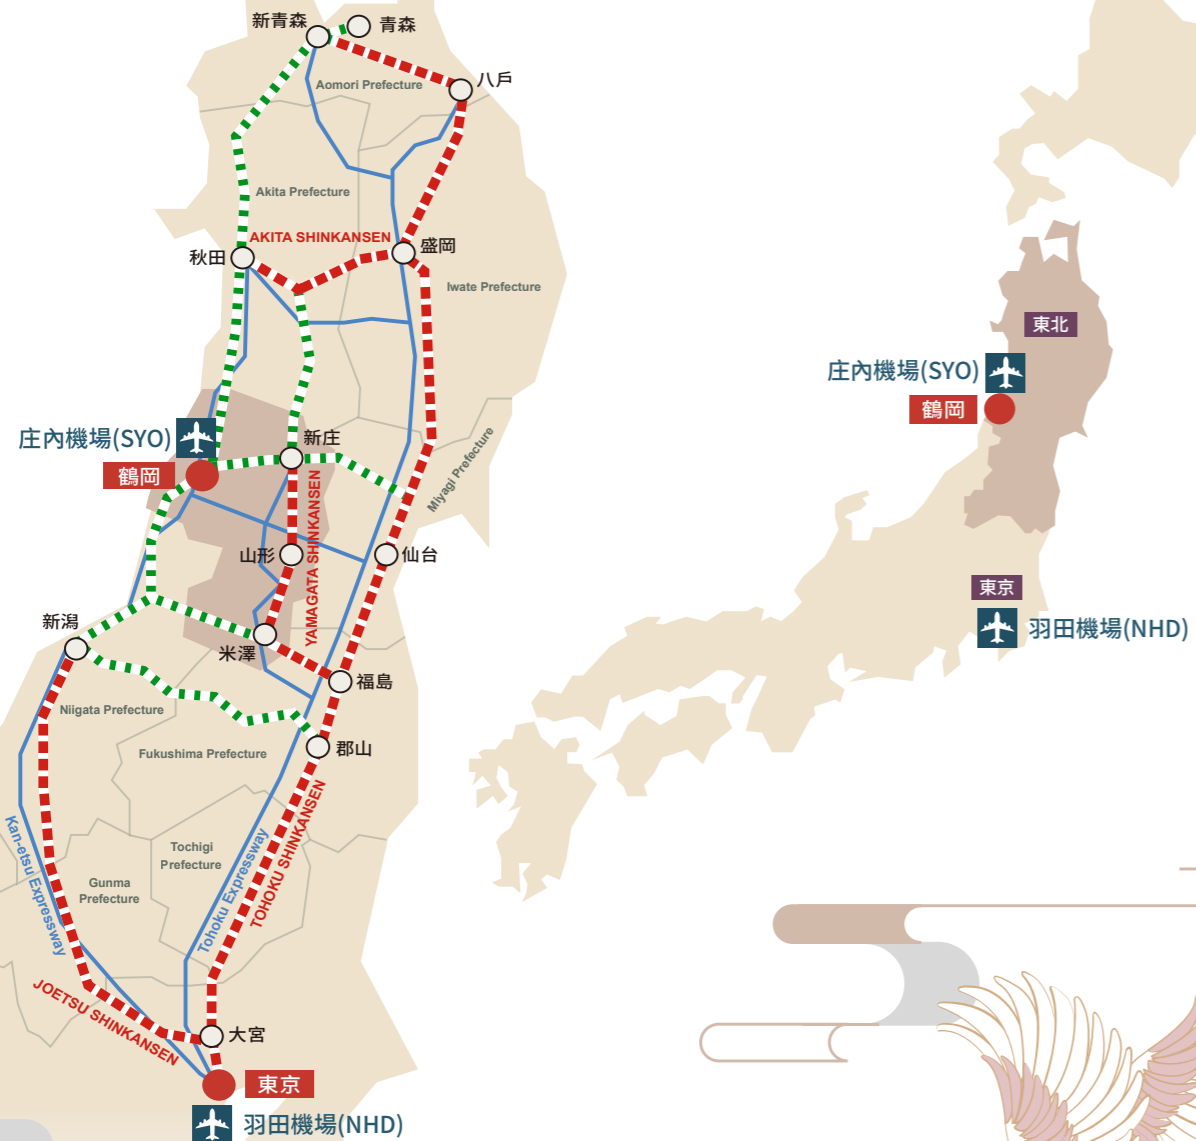 新青森
青森
八戶
Aomori Prefecture
Akita Prefecture
AKITA SHINKANSEN
秋田
盛岡
Iwate Prefecture
庄內機場(SYO)
鶴岡
新庄
Miyagi Prefecture
YAMAGATA SHINKANSEN
山形
仙台
新潟
米澤
福島
Niigata Prefecture
郡山
Fukushima Prefecture
TOHOKU SHINKANSEN
Kan-etsu Expressway
Tohoku Expressway
Tochigi
Prefecture
Gunma
Prefecture
JOETSU SHINKANSEN
大宮
東京
羽田機場(NHD)
東北
庄內機場(SYO)
鶴岡
東京
羽田機場(NHD)